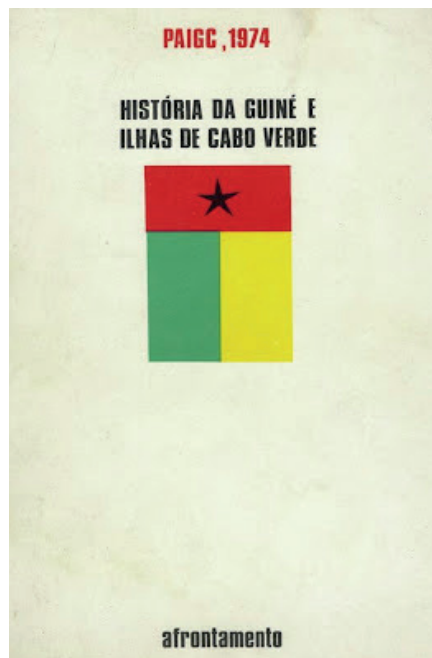 PAIGC, 1974
HISTÓRIA DA GUINÉ E
ILHAS DE CABO VERDE
afrontamento